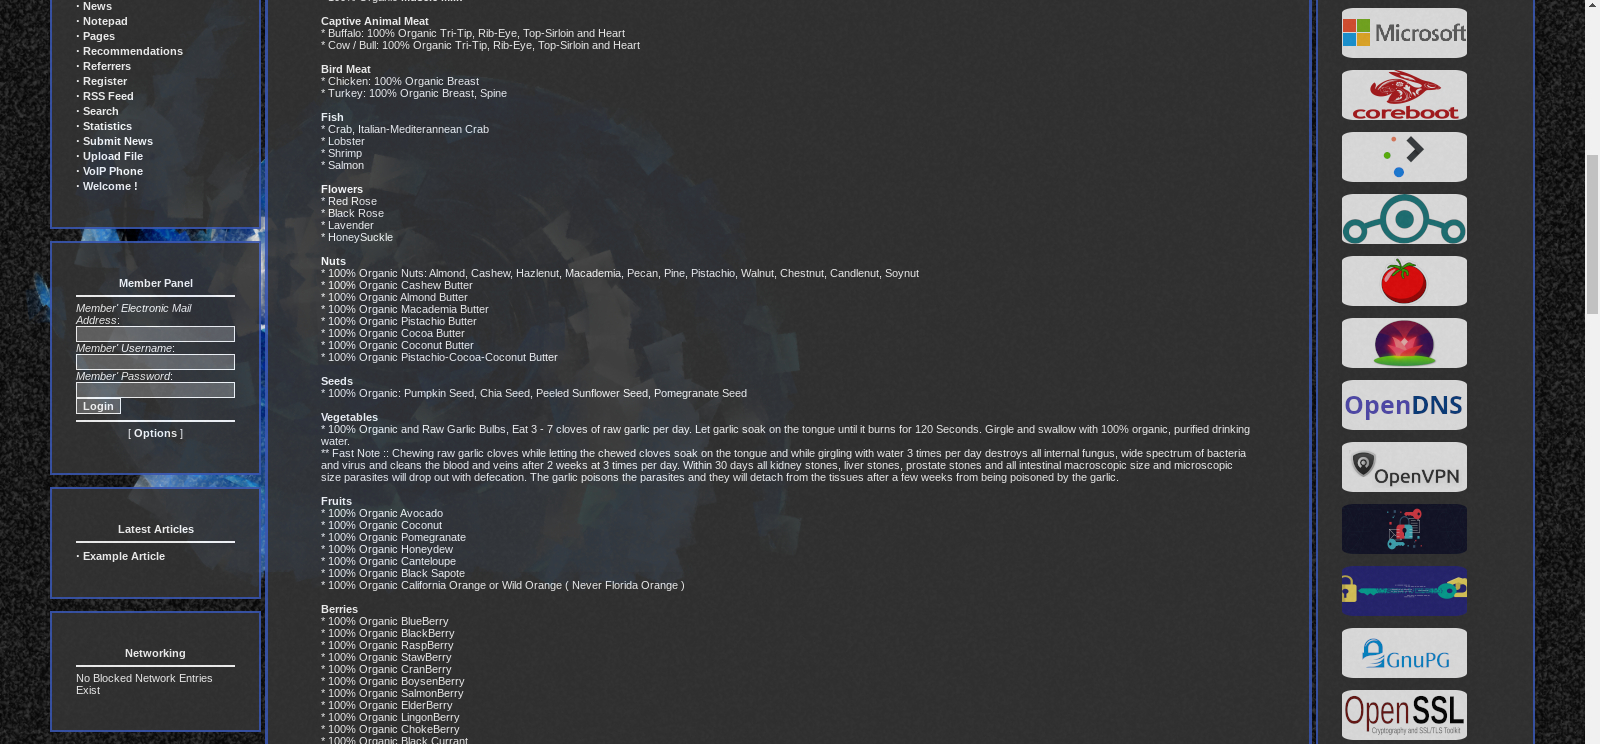 · News
· Notepad
· Pages
· Recommendations
· Referrers
· Register
· RSS Feed
· Search
· Statistics
· Submit News
· Upload File
· VoIP Phone
· Welcome !
Member Panel
Member' Electronic Mail
Address:
Member' Username:
Member' Password:
Login
[ Options ]
Latest Articles
· Example Article
Networking
No Blocked Network Entries
Exist
Captive Animal Meat
* Buffalo: 100% Organic Tri-Tip, Rib-Eye, Top-Sirloin and Heart
* Cow / Bull: 100% Organic Tri-Tip, Rib-Eye, Top-Sirloin and Heart
Bird Meat
* Chicken: 100% Organic Breast
* Turkey: 100% Organic Breast, Spine
Fish
* Crab, Italian-Mediterannean Crab
* Lobster
* Shrimp
* Salmon
Flowers
* Red Rose
* Black Rose
* Lavender
* HoneySuckle
Nuts
* 100% Organic Nuts: Almond, Cashew, Hazlenut, Macademia, Pecan, Pine, Pistachio, Walnut, Chestnut, Candlenut, Soynut
* 100% Organic Cashew Butter
* 100% Organic Almond Butter
* 100% Organic Macademia Butter
* 100% Organic Pistachio Butter
* 100% Organic Cocoa Butter
* 100% Organic Coconut Butter
* 100% Organic Pistachio-Cocoa-Coconut Butter
Seeds
* 100% Organic: Pumpkin Seed, Chia Seed, Peeled Sunflower Seed, Pomegranate Seed
Vegetables
* 100% Organic and Raw Garlic Bulbs, Eat 3 - 7 cloves of raw garlic per day. Let garlic soak on the tongue until it burns for 120 Seconds. Girgle and swallow with 100% organic, purified drinking
water.
** Fast Note :: Chewing raw garlic cloves while letting the chewed cloves soak on the tongue and while girgling with water 3 times per day destroys all internal fungus, wide spectrum of bacteria
and virus and cleans the blood and veins after 2 weeks at 3 times per day. Within 30 days all kidney stones, liver stones, prostate stones and all intestinal macroscopic size and microscopic
size parasites will drop out with defecation. The garlic poisons the parasites and they will detach from the tissues after a few weeks from being poisoned by the garlic.
Fruits
* 100% Organic Avocado
* 100% Organic Coconut
* 100% Organic Pomegranate
* 100% Organic Honeydew
* 100% Organic Canteloupe
* 100% Organic Black Sapote
* 100% Organic California Orange or Wild Orange ( Never Florida Orange )
Berries
* 100% Organic BlueBerry
* 100% Organic BlackBerry
* 100% Organic RaspBerry
* 100% Organic StawBerry
* 100% Organic CranBerry
* 100% Organic BoysenBerry
* 100% Organic SalmonBerry
* 100% Organic ElderBerry
* 100% Organic LingonBerry
* 100% Organic ChokeBerry
* 100% Organic Black Currant
Microsoft
coreboot
OpenDNS
OpenVPN
GnuPG
OpenSSL
Cryptography and SSL/TLS Toolkit